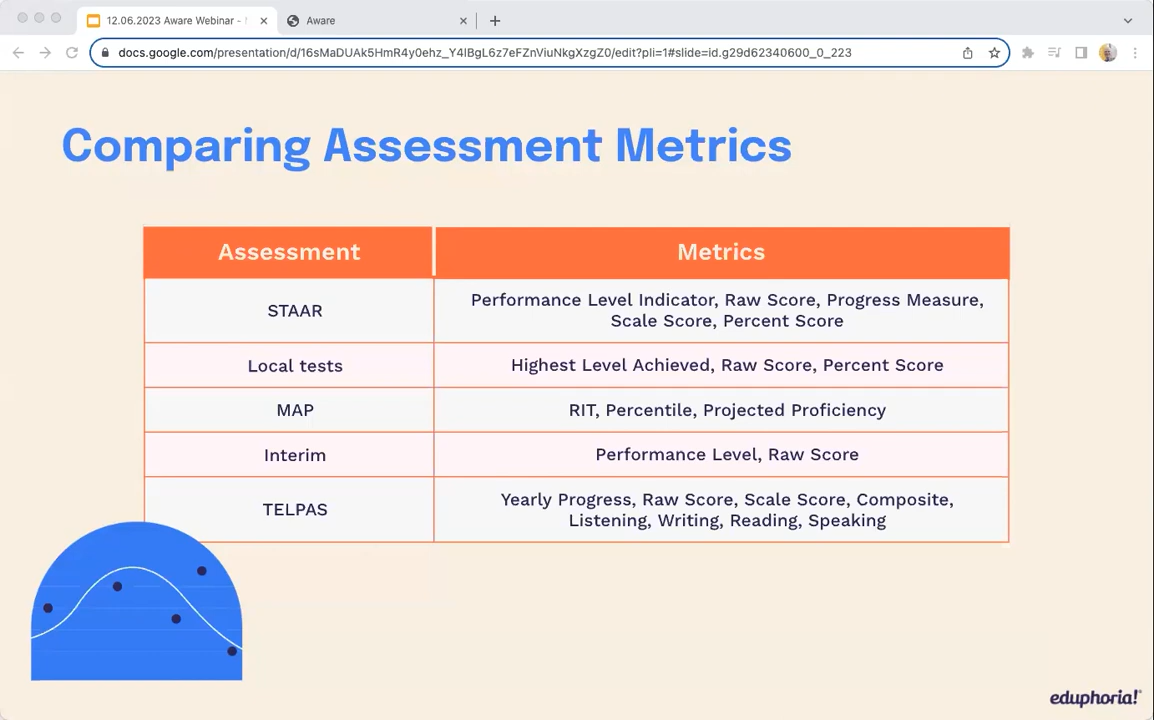 12.06.2023 Aware Webinar -
Aware
docs.google.com/presentation/d/16sMaDUAk5HmR4y0ehz_Y4lBgL6z7eFZnViuNkgXzgZ0/edit?pli=1#slide=id.g29d62340600_0_223
Comparing Assessment Metrics
Assessment
Metrics
STAAR
Performance Level Indicator, Raw Score, Progress Measure,
Scale Score, Percent Score
Local tests
Highest Level Achieved, Raw Score, Percent Score
MAP
RIT, Percentile, Projected Proficiency
Interim
Performance Level, Raw Score
TELPAS
Yearly Progress, Raw Score, Scale Score, Composite,
Listening, Writing, Reading, Speaking
eduphoria!